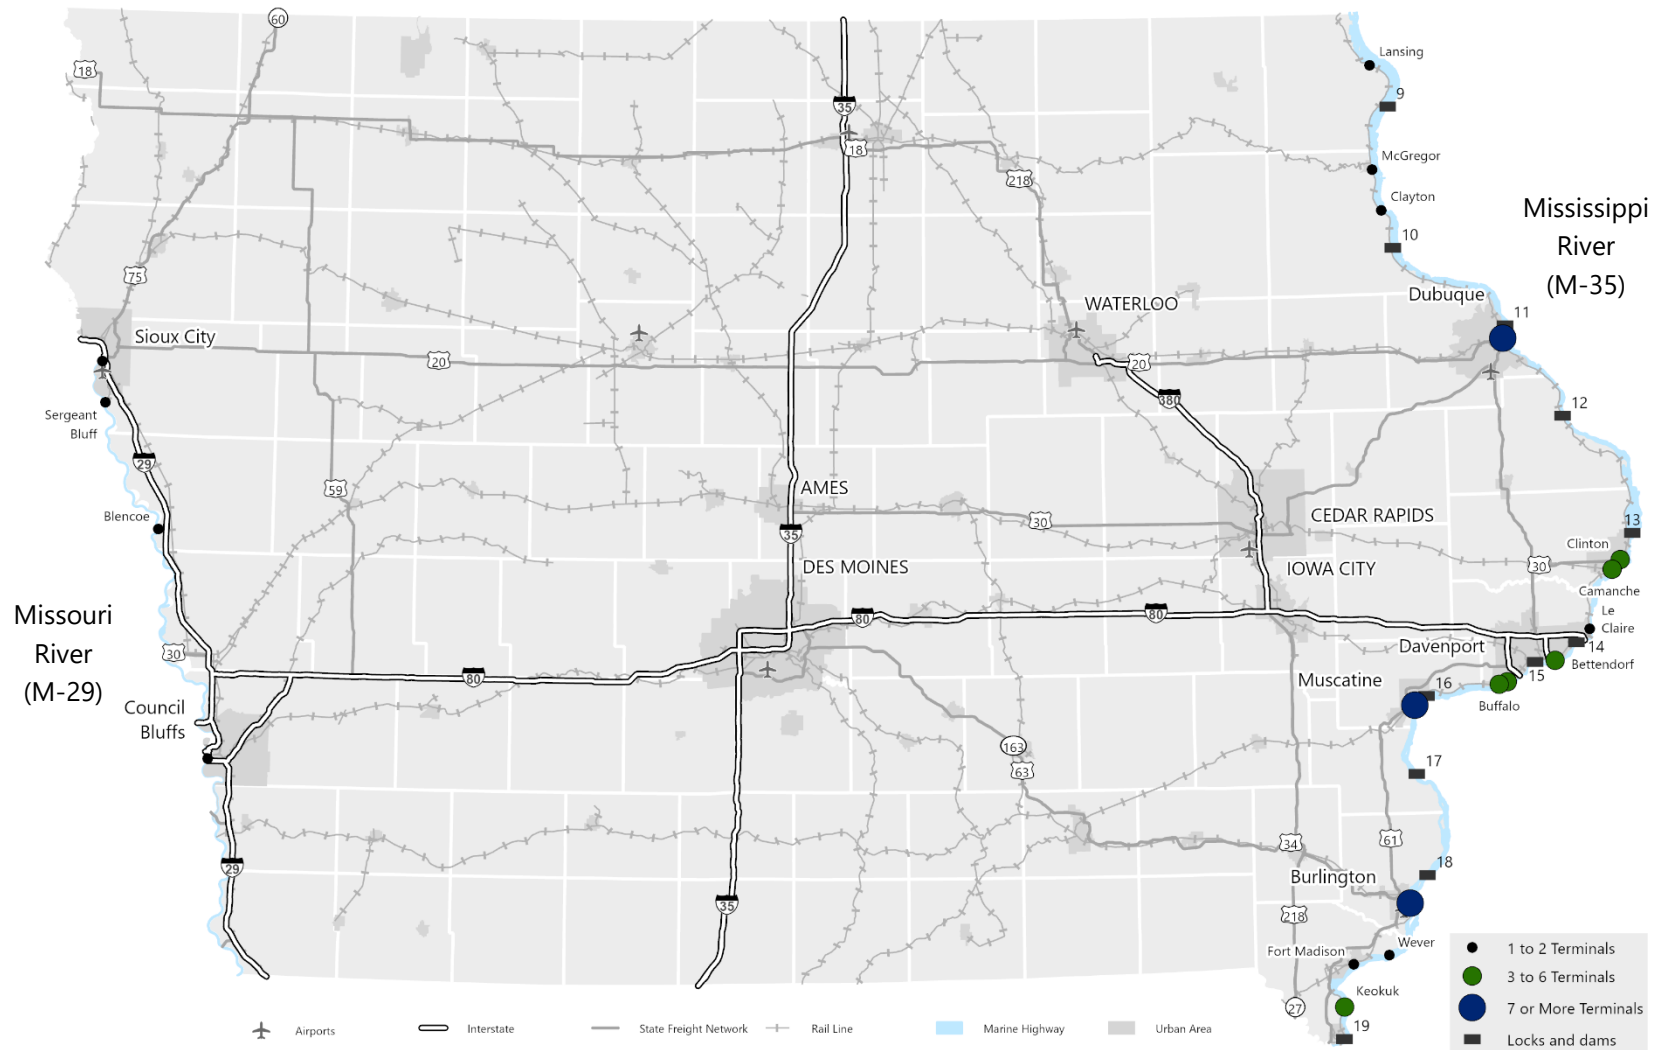 60
Lansing
18
9
35
18
McGregor
218
Clayton
Mississippi
River
(M-35)
10
75
Dubuque
WATERLOO
11
Sioux City
20
20
380
12
Sergeant
Bluff
29
59
AMES
30
CEDAR RAPIDS
13
Blencoe
35
Clinton
DES MOINES
IOWA CITY
30
Camanche
Missouri
River
(M-29)
80
80
Le
Claire
14
30
Davenport
Bettendorf
80
15
Muscatine
16
Buffalo
Council
Bluffs
163
63
17
61
34
18
29
Burlington
35
218
Wever
Fort Madison
Keokuk
27
19
1 to 2 Terminals
3 to 6 Terminals
7 or More Terminals
Locks and dams
Airports
Interstate
State Freight Network
Rail Line
Marine Highway
Urban Area